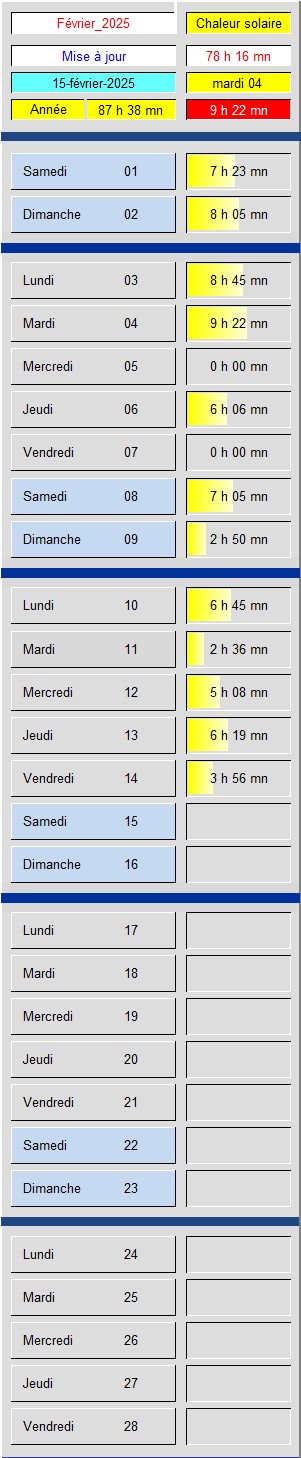 Février_2025 Chaleur solaire
Mise à jour 78 h 16 mn
15-février-2025 mardi 04
Année 87 h 38 mn 9 h 22 mn
Samedi 01 7 h 23 mn
Dimanche 02 8 h 05 mn
Lundi 03 8 h 45 mn
Mardi 04 9 h 22 mn
Mercredi 05 0 h 00 mn
Jeudi 06 6 h 06 mn
Vendredi 07 0 h 00 mn
Samedi 08 7 h 05 mn
Dimanche 09 2 h 50 mn
Lundi 10 6 h 45 mn
Mardi 11 2 h 36 mn
Mercredi 12 5 h 08 mn
Jeudi 13 6 h 19 mn
Vendredi 14 3 h 56 mn
Samedi 15
Dimanche 16
Lundi 17
Mardi 18
Mercredi 19
Jeudi 20
Vendredi 21
Samedi 22
Dimanche 23
Lundi 24
Mardi 25
Mercredi 26
Jeudi 27
Vendredi 28